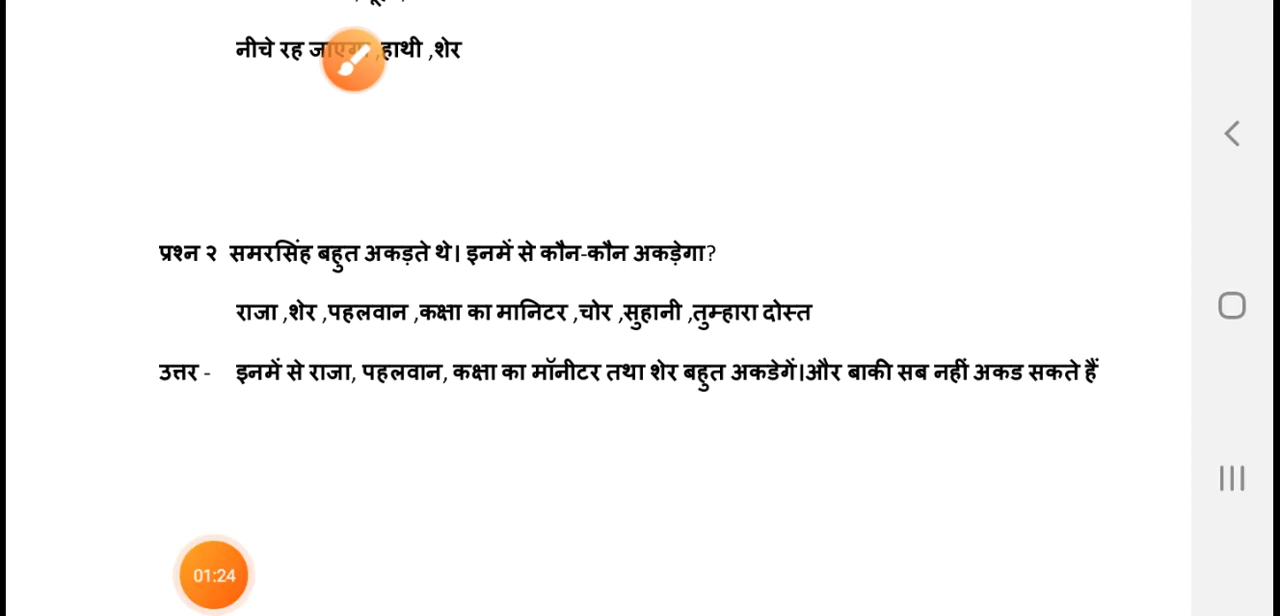 नीचे रह जाएगा ,हाथी ,शेर
प्रश्न २ समरसिंह बहुत अकड़ते थे। इनमें से कौन-कौन अकड़ेगा?
राजा ,शेर ,पहलवान ,कक्षा का मानिटर ,चोर ,सुहानी ,तुम्हारा दोस्त
उत्तर - इनमें से राजा, पहलवान, कक्षा का मॉनीटर तथा शेर बहुत अकडेगें।और बाकी सब नहीं अकड सकते हैं
01:24